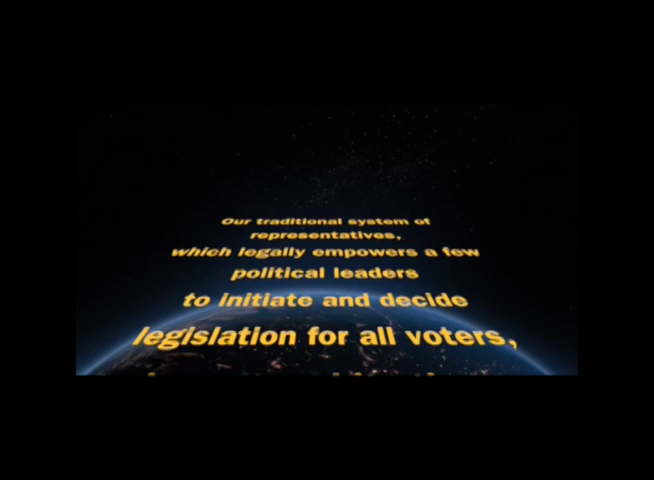 Our traditional system of
representatives,
which legally empowers a few
political leaders
to initiate and decide
legislation for all voters,